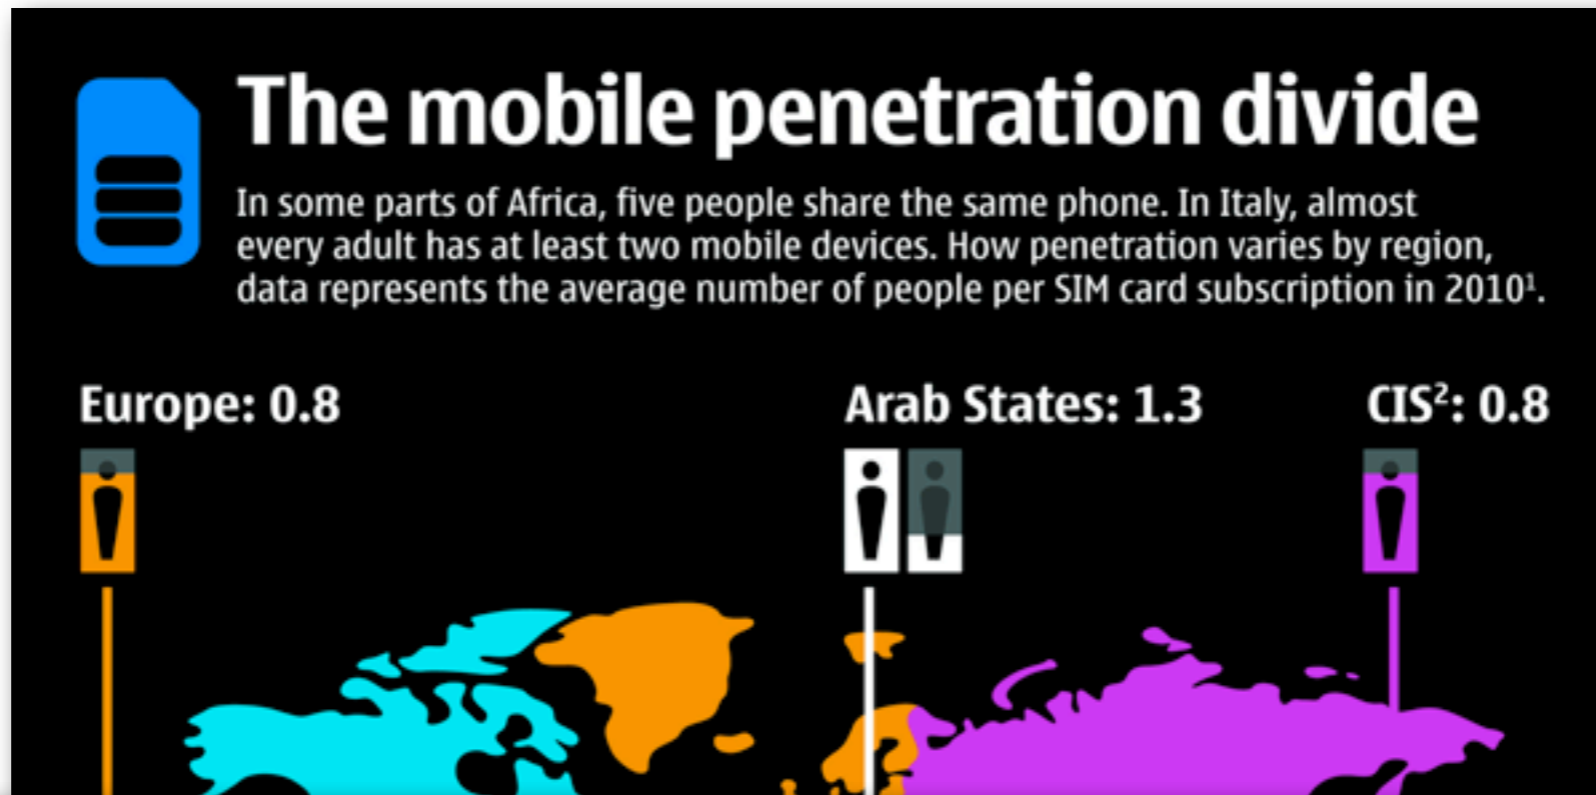 The mobile penetration divide
In some parts of Africa, five people share the same phone. In Italy, almost
every adult has at least two mobile devices. How penetration varies by region,
data represents the average number of people per SIM card subscription in 2010¹.
Europe: 0.8
Arab States: 1.3
CIS²: 0.8